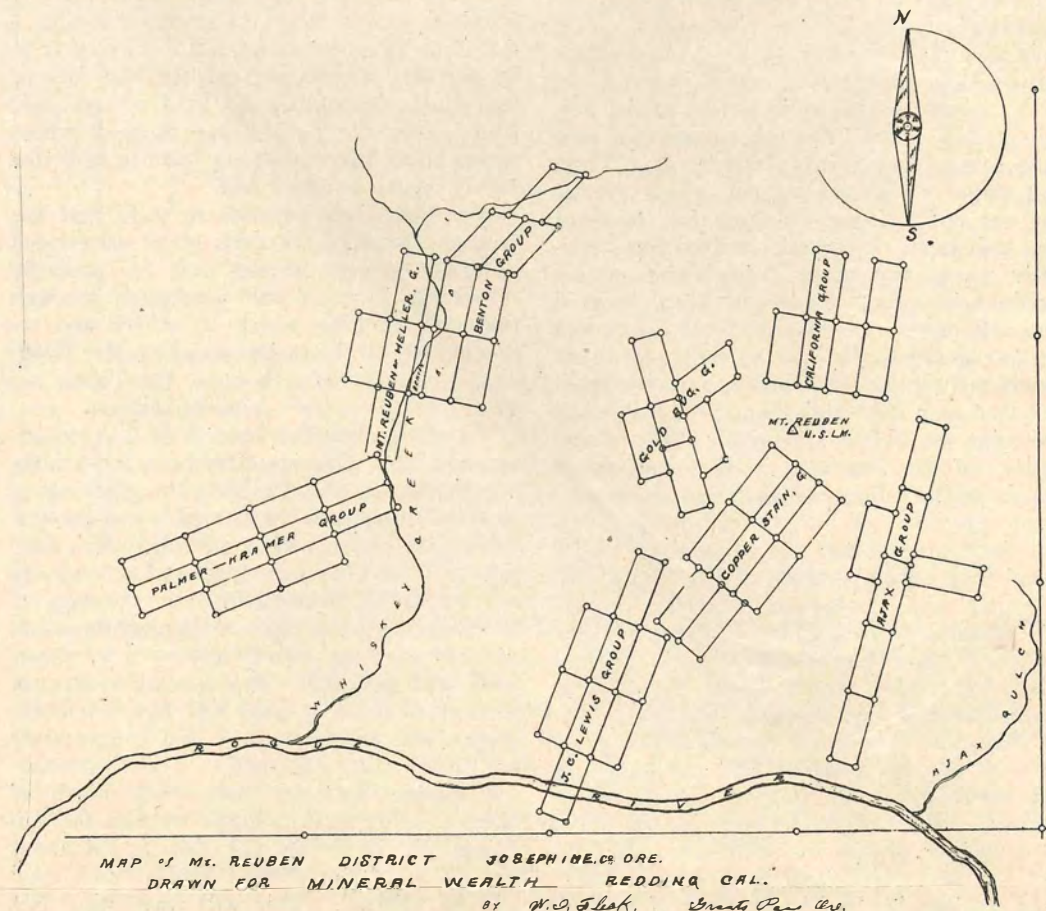 N
S
BENTON GROUP
MT. REUBEN & HELLER, G.
CALIFORNIA GROUP
GOLD BUG, G.
MT. REUBEN
U.S.L.M.
COPPER STAIN, G.
AJAX GROUP
PALMER-KRAMER GROUP
WHISKEY CREEK
J.C. LEWIS GROUP
AJAX GULCH
ROGUE RIVER
MAP OF MT. REUBEN DISTRICT JOSEPHINE, CO ORE.
DRAWN FOR MINERAL WEALTH REDDING CAL.
BY W.I. Grants Pass Ore.